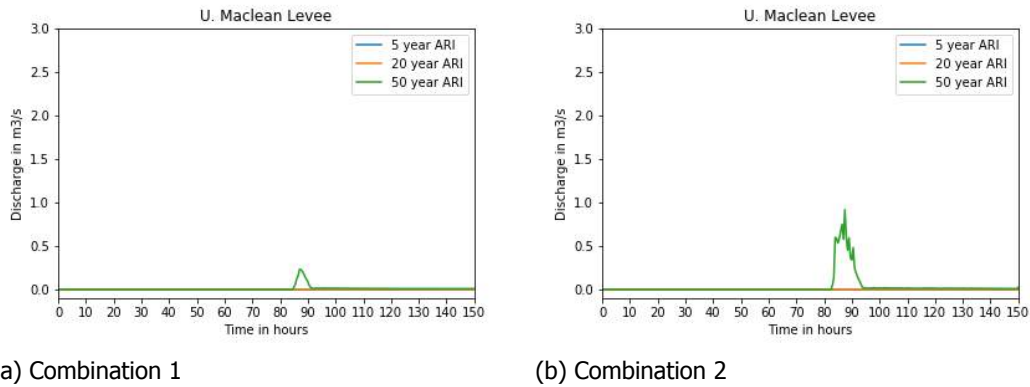 U. Maclean Levee
3.0
2.5
2.0
1.5
1.0
0.5
0.0
Discharge in m3/s
5 year ARI
20 year ARI
50 year ARI
0 10 20 30 40 50 60 70 80 90 100 110 120 130 140 150
Time in hours
a) Combination 1
U. Maclean Levee
3.0
2.5
2.0
1.5
1.0
0.5
0.0
Discharge in m3/s
5 year ARI
20 year ARI
50 year ARI
0 10 20 30 40 50 60 70 80 90 100 110 120 130 140 150
Time in hours
(b) Combination 2